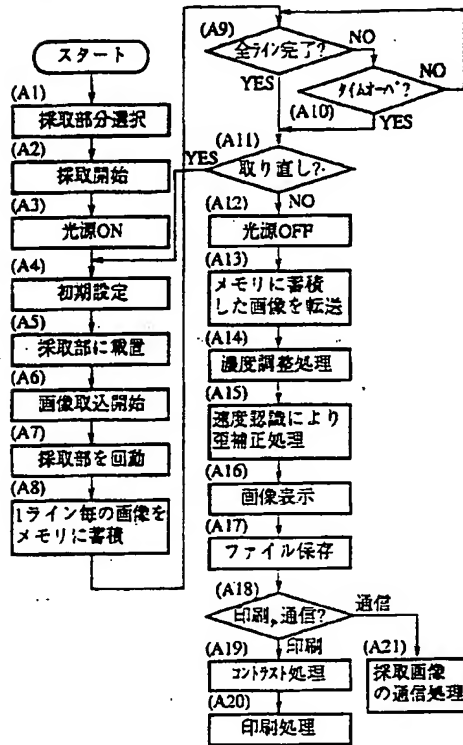 スタート
(A1)
採取部分選択
(A2)
採取開始
(A3)
光源ON
(A4)
初期設定
(A5)
採取部に載置
(A6)
画像取込開始
(A7)
採取部を回動
(A8)
1ライン毎の画像を
メモリに蓄積
(A9)
全ライン完了?
NO
YES
タイムオーバ?
NO
(A10)
YES
(A11)
取り直し?
YES
NO
(A12)
光源OFF
(A13)
メモリに蓄積
した画像を転送
(A14)
濃度調整処理
(A15)
速度認識により
歪補正処理
(A16)
画像表示
(A17)
ファイル保存
(A18)
印刷,通信?
通信
印刷
(A19)
コントラスト処理
(A20)
印刷処理
(A21)
採取画像
の通信処理